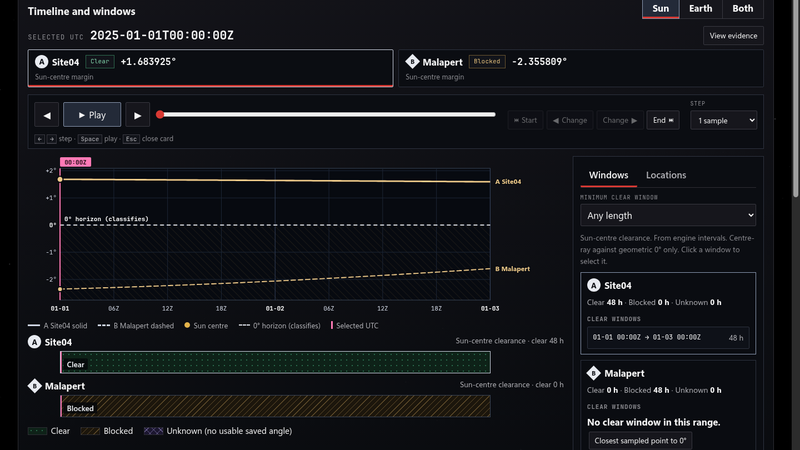 Timeline and windows
Sun Earth Both
SELECTED UTC 2025-01-01T00:00:00Z
View evidence
A Site04 Clear +1.683925°
Sun-centre margin
B Malapert Blocked -2.355809°
Sun-centre margin
◀ ▶ Play ▶
⏮ Start ◀ Change Change ▶ End ⏭
STEP
1 sample
← → step · Space play · Esc close card
00:00Z
+2°
+1°
0°
-1°
-2°
0° horizon (classifies)
A Site04
B Malapert
01-01 06Z 12Z 18Z 01-02 06Z 12Z 18Z 01-03
A Site04 solid B Malapert dashed Sun centre 0° horizon (classifies) Selected UTC
A Site04 Sun-centre clearance · clear 48 h
Clear
B Malapert Sun-centre clearance · clear 0 h
Blocked
Clear Blocked Unknown (no usable saved angle)
Windows Locations
MINIMUM CLEAR WINDOW
Any length
Sun-centre clearance. From engine intervals. Centre-
ray against geometric 0° only. Click a window to
select it.
A Site04
Clear 48 h · Blocked 0 h · Unknown 0 h
CLEAR WINDOWS
01-01 00:00Z → 01-03 00:00Z 48 h
B Malapert
Clear 0 h · Blocked 48 h · Unknown 0 h
CLEAR WINDOWS
No clear window in this range.
Closest sampled point to 0°